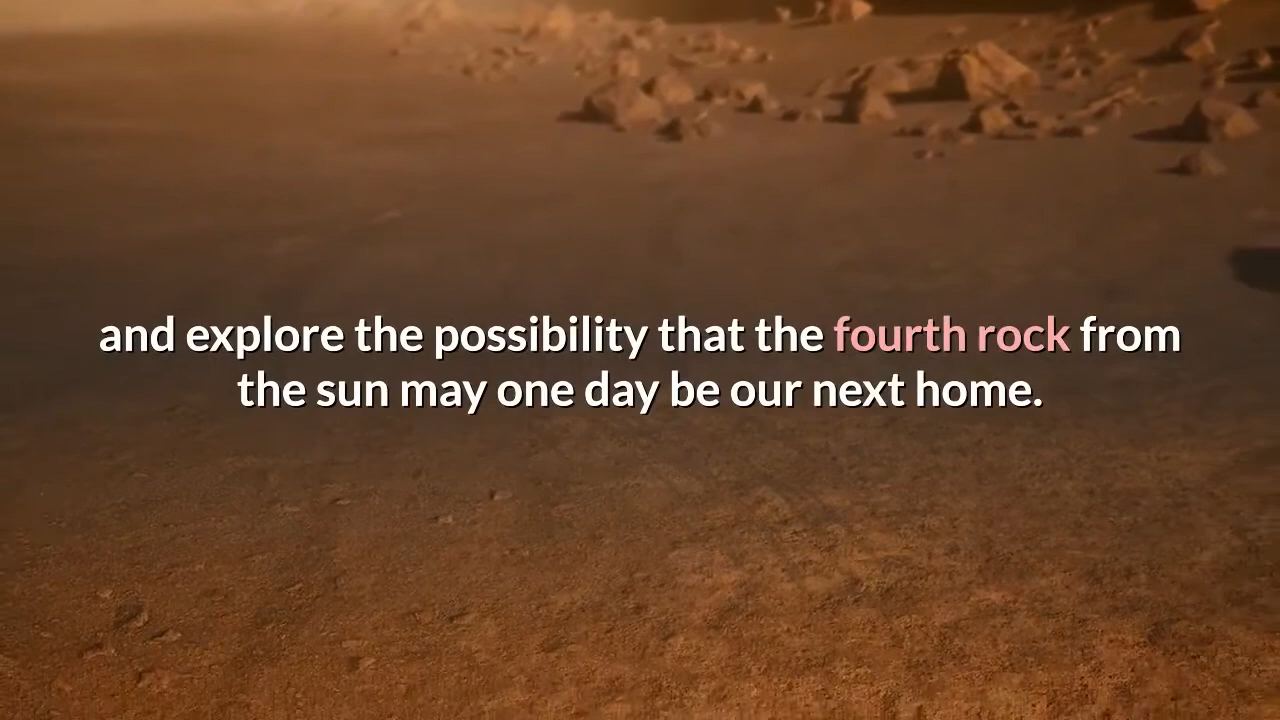 and explore the possibility that the fourth rock from
the sun may one day be our next home.